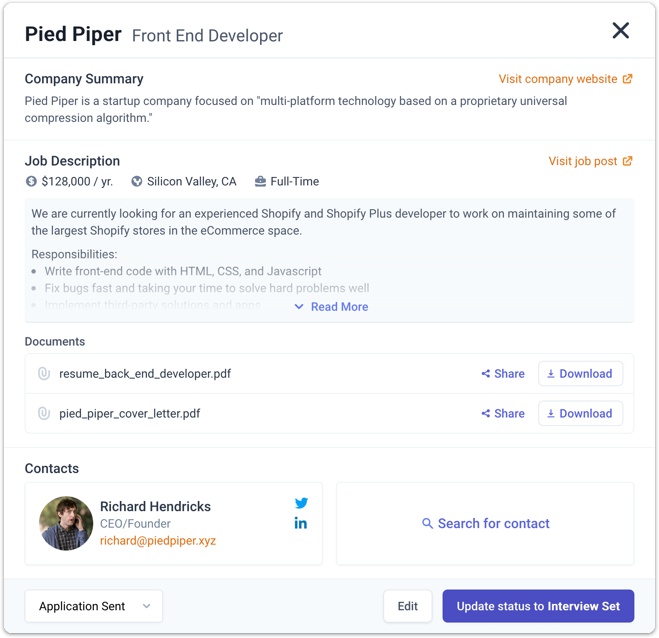 Pied Piper Front End Developer
Company Summary
Visit company website
Pied Piper is a startup company focused on "multi-platform technology based on a proprietary universal
compression algorithm."
Job Description
Visit job post
$128,000 / yr. Silicon Valley, CA Full-Time
We are currently looking for an experienced Shopify and Shopify Plus developer to work on maintaining some of
the largest Shopify stores in the eCommerce space.
Responsibilities:
• Write front-end code with HTML, CSS, and Javascript
• Fix bugs fast and taking your time to solve hard problems well
• Implement third-party solutions and apps
Read More
Documents
resume_back_end_developer.pdf Share Download
pied_piper_cover_letter.pdf Share Download
Contacts
Richard Hendricks
CEO/Founder
richard@piedpiper.xyz
Search for contact
Application Sent
Edit
Update status to Interview Set